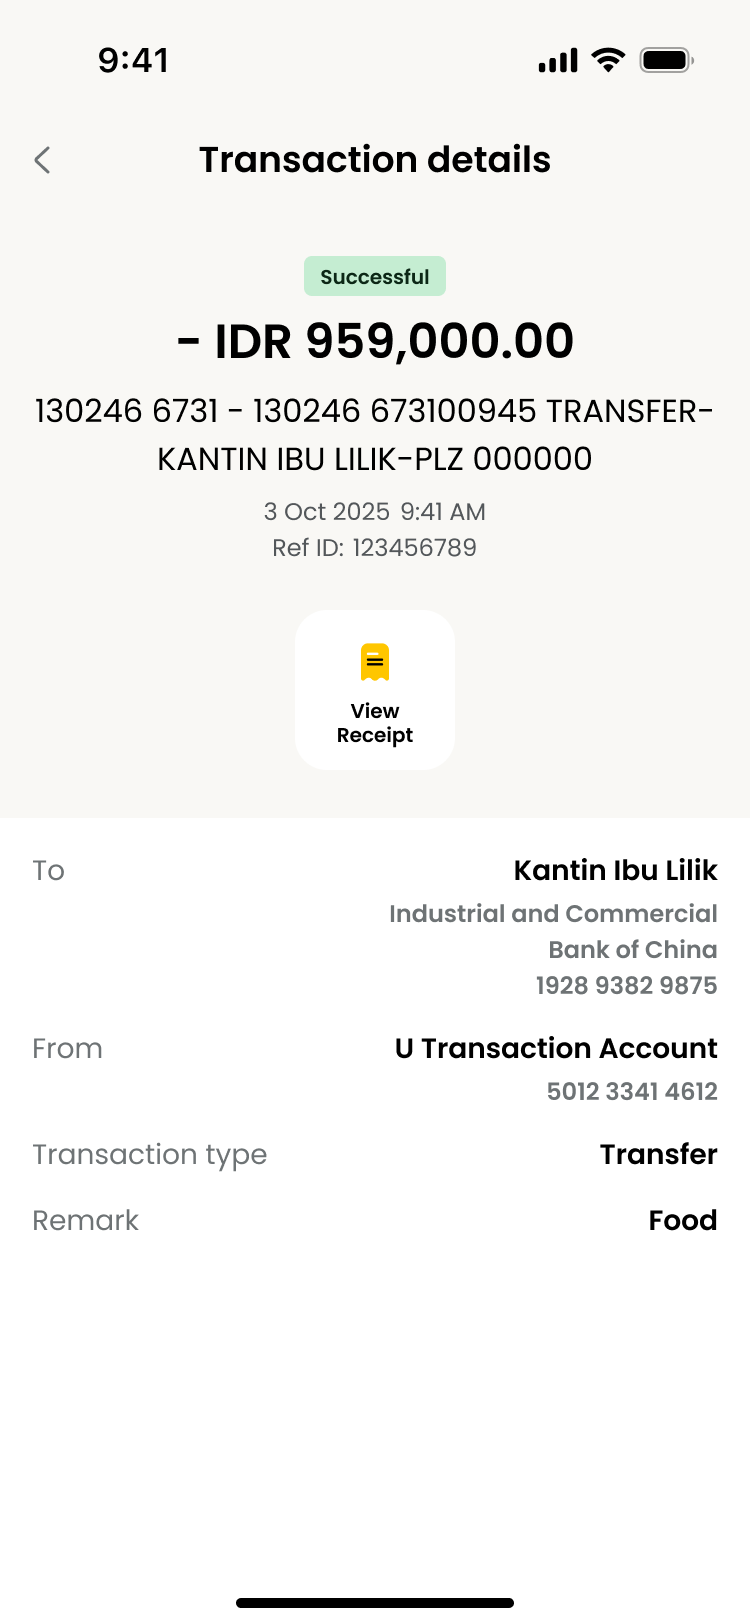 9:41
Transaction details
Successful
- IDR 959,000.00
130246 6731 - 130246 673100945 TRANSFER-
KANTIN IBU LILIK-PLZ 000000
3 Oct 2025 9:41 AM
Ref ID: 123456789
View
Receipt
To
Kantin Ibu Lilik
Industrial and Commercial
Bank of China
1928 9382 9875
From
U Transaction Account
5012 3341 4612
Transaction type
Transfer
Remark
Food